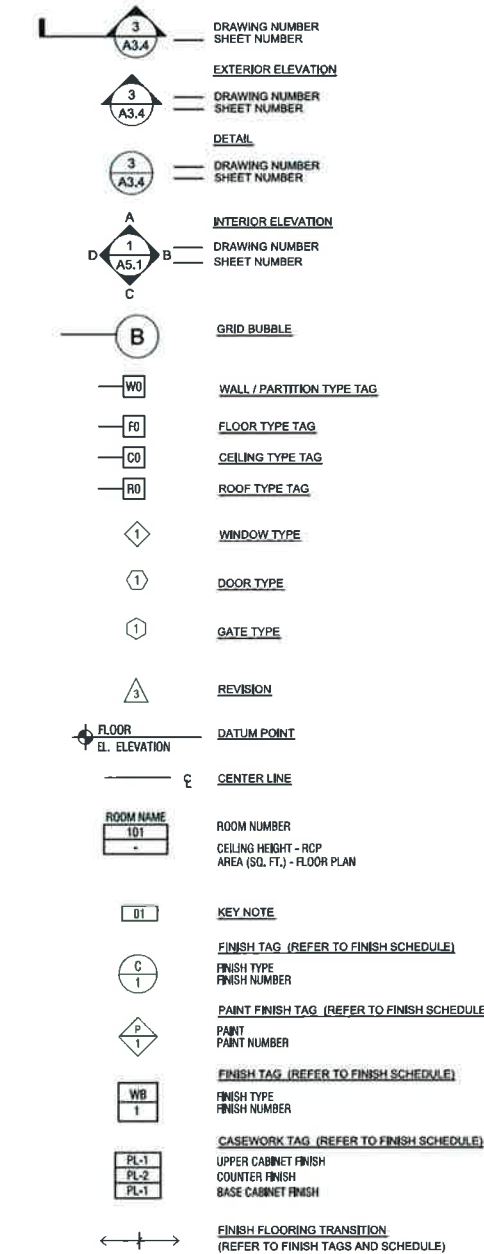 3 DRAWING NUMBER
A3.4 SHEET NUMBER
EXTERIOR ELEVATION
3 DRAWING NUMBER
A3.4 SHEET NUMBER
DETAIL
3 DRAWING NUMBER
A3.4 SHEET NUMBER
A INTERIOR ELEVATION
1 DRAWING NUMBER
D B
A5.1 SHEET NUMBER
C
B GRID BUBBLE
W0 WALL / PARTITION TYPE TAG
F0 FLOOR TYPE TAG
C0 CEILING TYPE TAG
R0 ROOF TYPE TAG
1 WINDOW TYPE
1 DOOR TYPE
1 GATE TYPE
3 REVISION
FLOOR DATUM POINT
EL. ELEVATION
℄ CENTER LINE
ROOM NAME
101 ROOM NUMBER
- CEILING HEIGHT - RCP
AREA (SQ. FT.) - FLOOR PLAN
01 KEY NOTE
FINISH TAG (REFER TO FINISH SCHEDULE)
C FINISH TYPE
1 FINISH NUMBER
PAINT FINISH TAG (REFER TO FINISH SCHEDULE
P PAINT
1 PAINT NUMBER
FINISH TAG (REFER TO FINISH SCHEDULE)
WB FINISH TYPE
1 FINISH NUMBER
CASEWORK TAG (REFER TO FINISH SCHEDULE)
PL-1 UPPER CABINET FINISH
PL-2 COUNTER FINISH
PL-1 BASE CABINET FINISH
FINISH FLOORING TRANSITION
(REFER TO FINISH TAGS AND SCHEDULE)